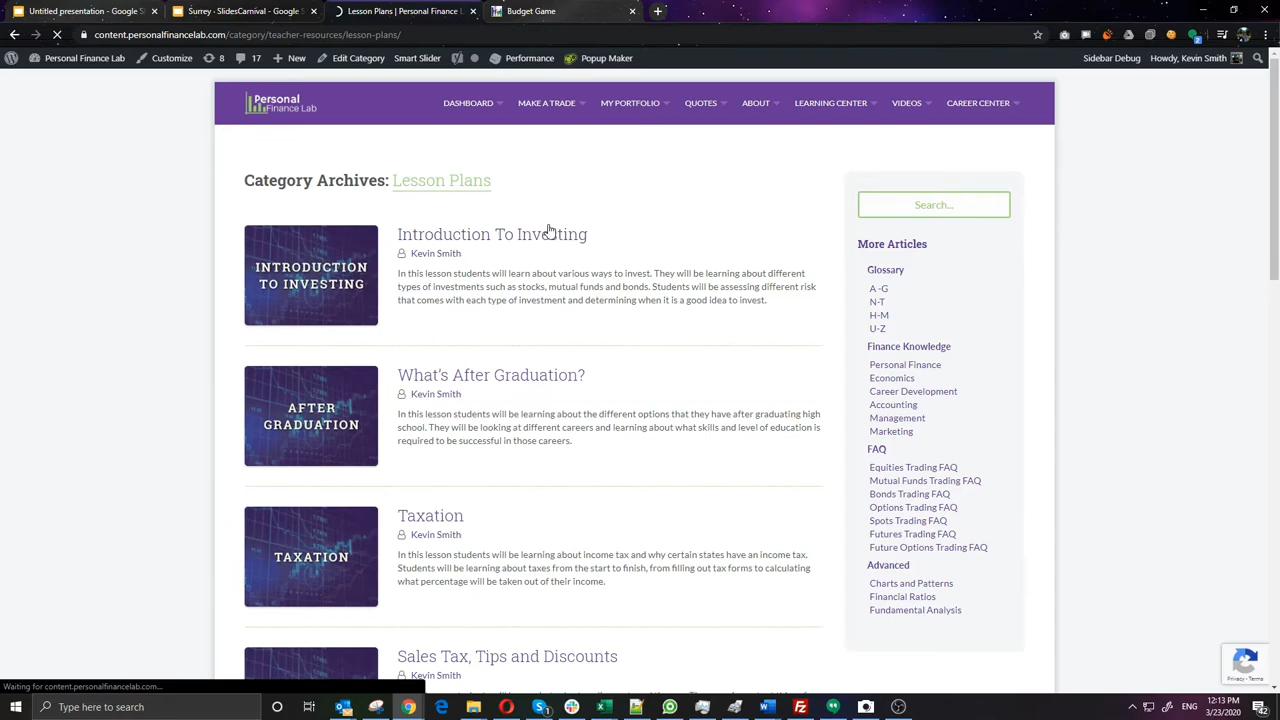 Untitled presentation - Google S
Surrey - Slideshow - Google Slid
Lesson Plans | Personal Finance L
Budget Game
content.personalfinancelab.com/category/teacher-resources/lesson-plans/
Personal Finance Lab
Customize
8
17
New
Edit Category
Smart Slider
Performance
Popup Maker
Sidebar Debug
Howdy, Kevin Smith
Personal
Finance Lab
DASHBOARD
MAKE A TRADE
MY PORTFOLIO
QUOTES
ABOUT
LEARNING CENTER
VIDEOS
CAREER CENTER
Category Archives: Lesson Plans
INTRODUCTION
TO INVESTING
Introduction To Investing
Kevin Smith
In this lesson students will learn about various ways to invest. They will be learning about different
types of investments such as stocks, mutual funds and bonds. Students will be assessing different risk
that comes with each type of investment and determining when it is a good idea to invest.
AFTER
GRADUATION
What's After Graduation?
Kevin Smith
In this lesson students will be learning about the different options that they have after graduating high
school. They will be looking at different careers and learning about what skills and level of education is
required to be successful in those careers.
TAXATION
Taxation
Kevin Smith
In this lesson students will be learning about income tax and why certain states have an income tax.
Students will be learning about taxes from the start to finish, from filling out tax forms to calculating
what percentage will be taken out of their income.
Sales Tax, Tips and Discounts
Kevin Smith
Search...
More Articles
Glossary
A -G
N-T
H-M
U-Z
Finance Knowledge
Personal Finance
Economics
Career Development
Accounting
Management
Marketing
FAQ
Equities Trading FAQ
Mutual Funds Trading FAQ
Bonds Trading FAQ
Options Trading FAQ
Spots Trading FAQ
Futures Trading FAQ
Future Options Trading FAQ
Advanced
Charts and Patterns
Financial Ratios
Fundamental Analysis
Privacy - Terms
Waiting for content.personalfinancelab.com...
Type here to search
12:13 PM
3/23/2020